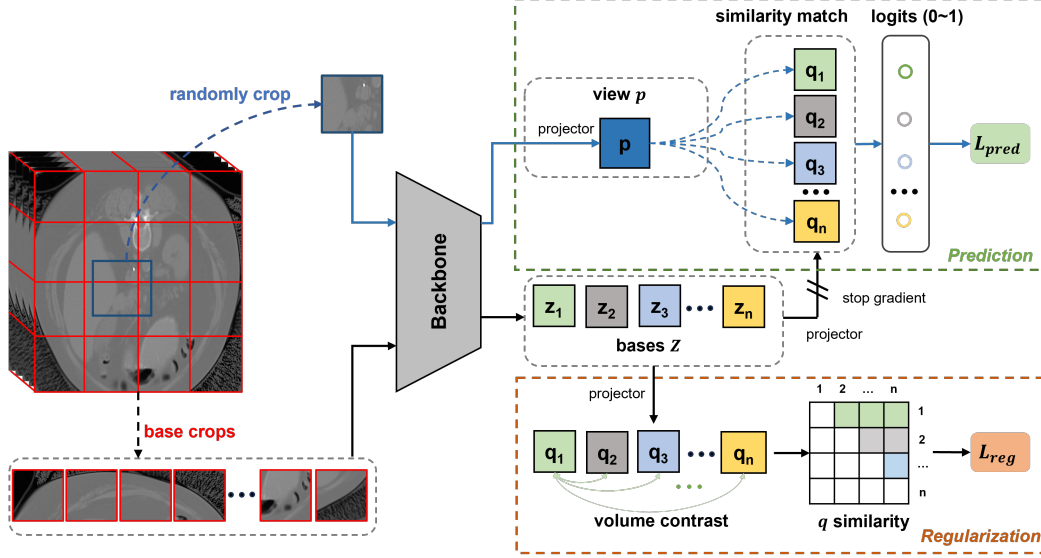 similarity match
logits (0~1)
randomly crop
view p
projector
p
q1
q2
q3
qn
Lpred
Prediction
Backbone
z1
z2
z3
zn
bases Z
stop gradient
projector
base crops
projector
q1
q2
q3
qn
volume contrast
1 2 ... n
1
2
...
n
q similarity
Lreg
Regularization